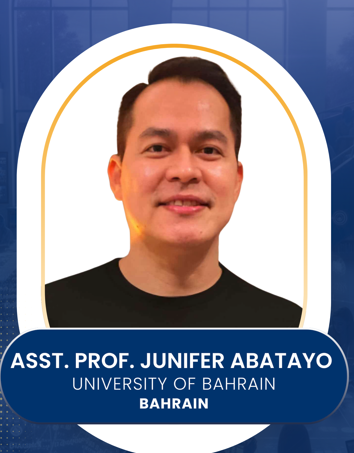 ASST. PROF. JUNIFER ABATAYO
UNIVERSITY OF BAHRAIN
BAHRAIN